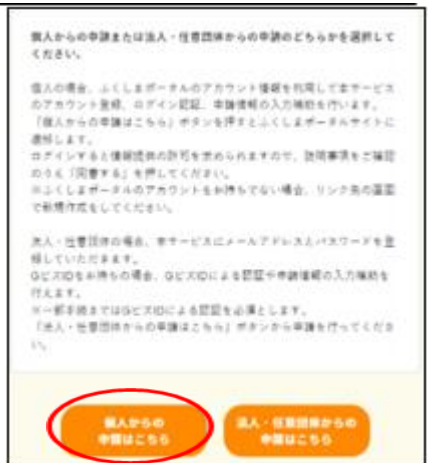 個人からの申請または法人・任意団体からの申請のどちらかを選択して
ください。
個人の場合、ふくしまポータルのアカウント情報を利用して本サービス
のアカウント登録、ログイン認証、申請情報の入力補助を行います。
「個人からの申請はこちら」ボタンを押すとふくしまポータルサイトに
遷移します。
ログインすると情報提供の許可を求められますので、説明事項をご確認
のうえ「同意する」を押してください。
※ふくしまポータルのアカウントをお持ちでない場合、リンク先の画面
で新規作成をしてください。
法人・任意団体の場合、本サービスにメールアドレスとパスワードを登
録していただきます。
GビズIDをお持ちの場合、GビズIDによる認証や申請情報の入力補助を
行えます。
※一部手続きではGビズIDによる認証を必須とします。
「法人・任意団体からの申請はこちら」ボタンから申請を行ってくださ
い。
個人からの
申請はこちら
法人・任意団体からの
申請はこちら